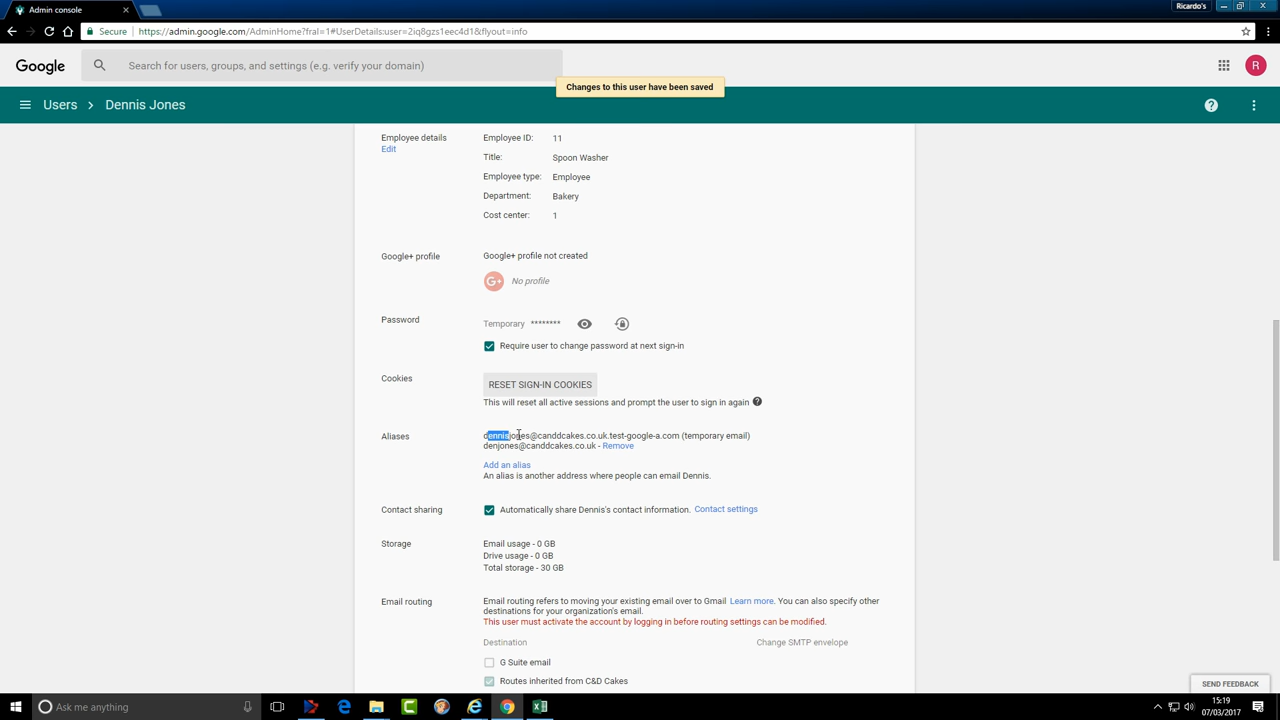 Admin console
Ricardo's
Secure
https://admin.google.com/AdminHome?fral=1#UserDetails:user=2iq8gzs1eec4d1&flyout=info
Google
Search for users, groups, and settings (e.g. verify your domain)
R
Changes to this user have been saved
Users > Dennis Jones
Employee details
Edit
Employee ID: 11
Title: Spoon Washer
Employee type: Employee
Department: Bakery
Cost center: 1
Google+ profile
Google+ profile not created
G+ No profile
Password
Temporary ********
Require user to change password at next sign-in
Cookies
RESET SIGN-IN COOKIES
This will reset all active sessions and prompt the user to sign in again
Aliases
dennisjones@canddcakes.co.uk.test-google-a.com (temporary email)
denjones@canddcakes.co.uk - Remove
Add an alias
An alias is another address where people can email Dennis.
Contact sharing
Automatically share Dennis's contact information. Contact settings
Storage
Email usage - 0 GB
Drive usage - 0 GB
Total storage - 30 GB
Email routing
Email routing refers to moving your existing email over to Gmail Learn more. You can also specify other
destinations for your organization's email.
This user must activate the account by logging in before routing settings can be modified.
Destination
Change SMTP envelope
G Suite email
Routes inherited from C&D Cakes
SEND FEEDBACK
Ask me anything
15:19
07/03/2017